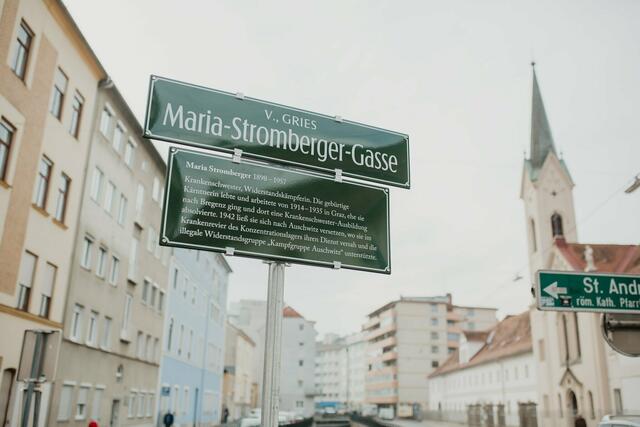 V., GRIES
Maria-Stromberger-Gasse
Maria Stromberger 1898 – 1957
Krankenschwester, Widerstandskämpferin. Die gebürtige
Kärntnerin lebte und arbeitete von 1914–1935 in Graz, ehe sie
nach Bregenz ging und dort eine Krankenschwester-Ausbildung
absolvierte. 1942 ließ sie sich nach Auschwitz versetzen, wo sie im
Krankenrevier des Konzentrationslagers ihren Dienst versah und die
illegale Widerstandsgruppe „Kampfgruppe Auschwitz“ unterstützte.
St. Andr
röm. Kath. Pfarr